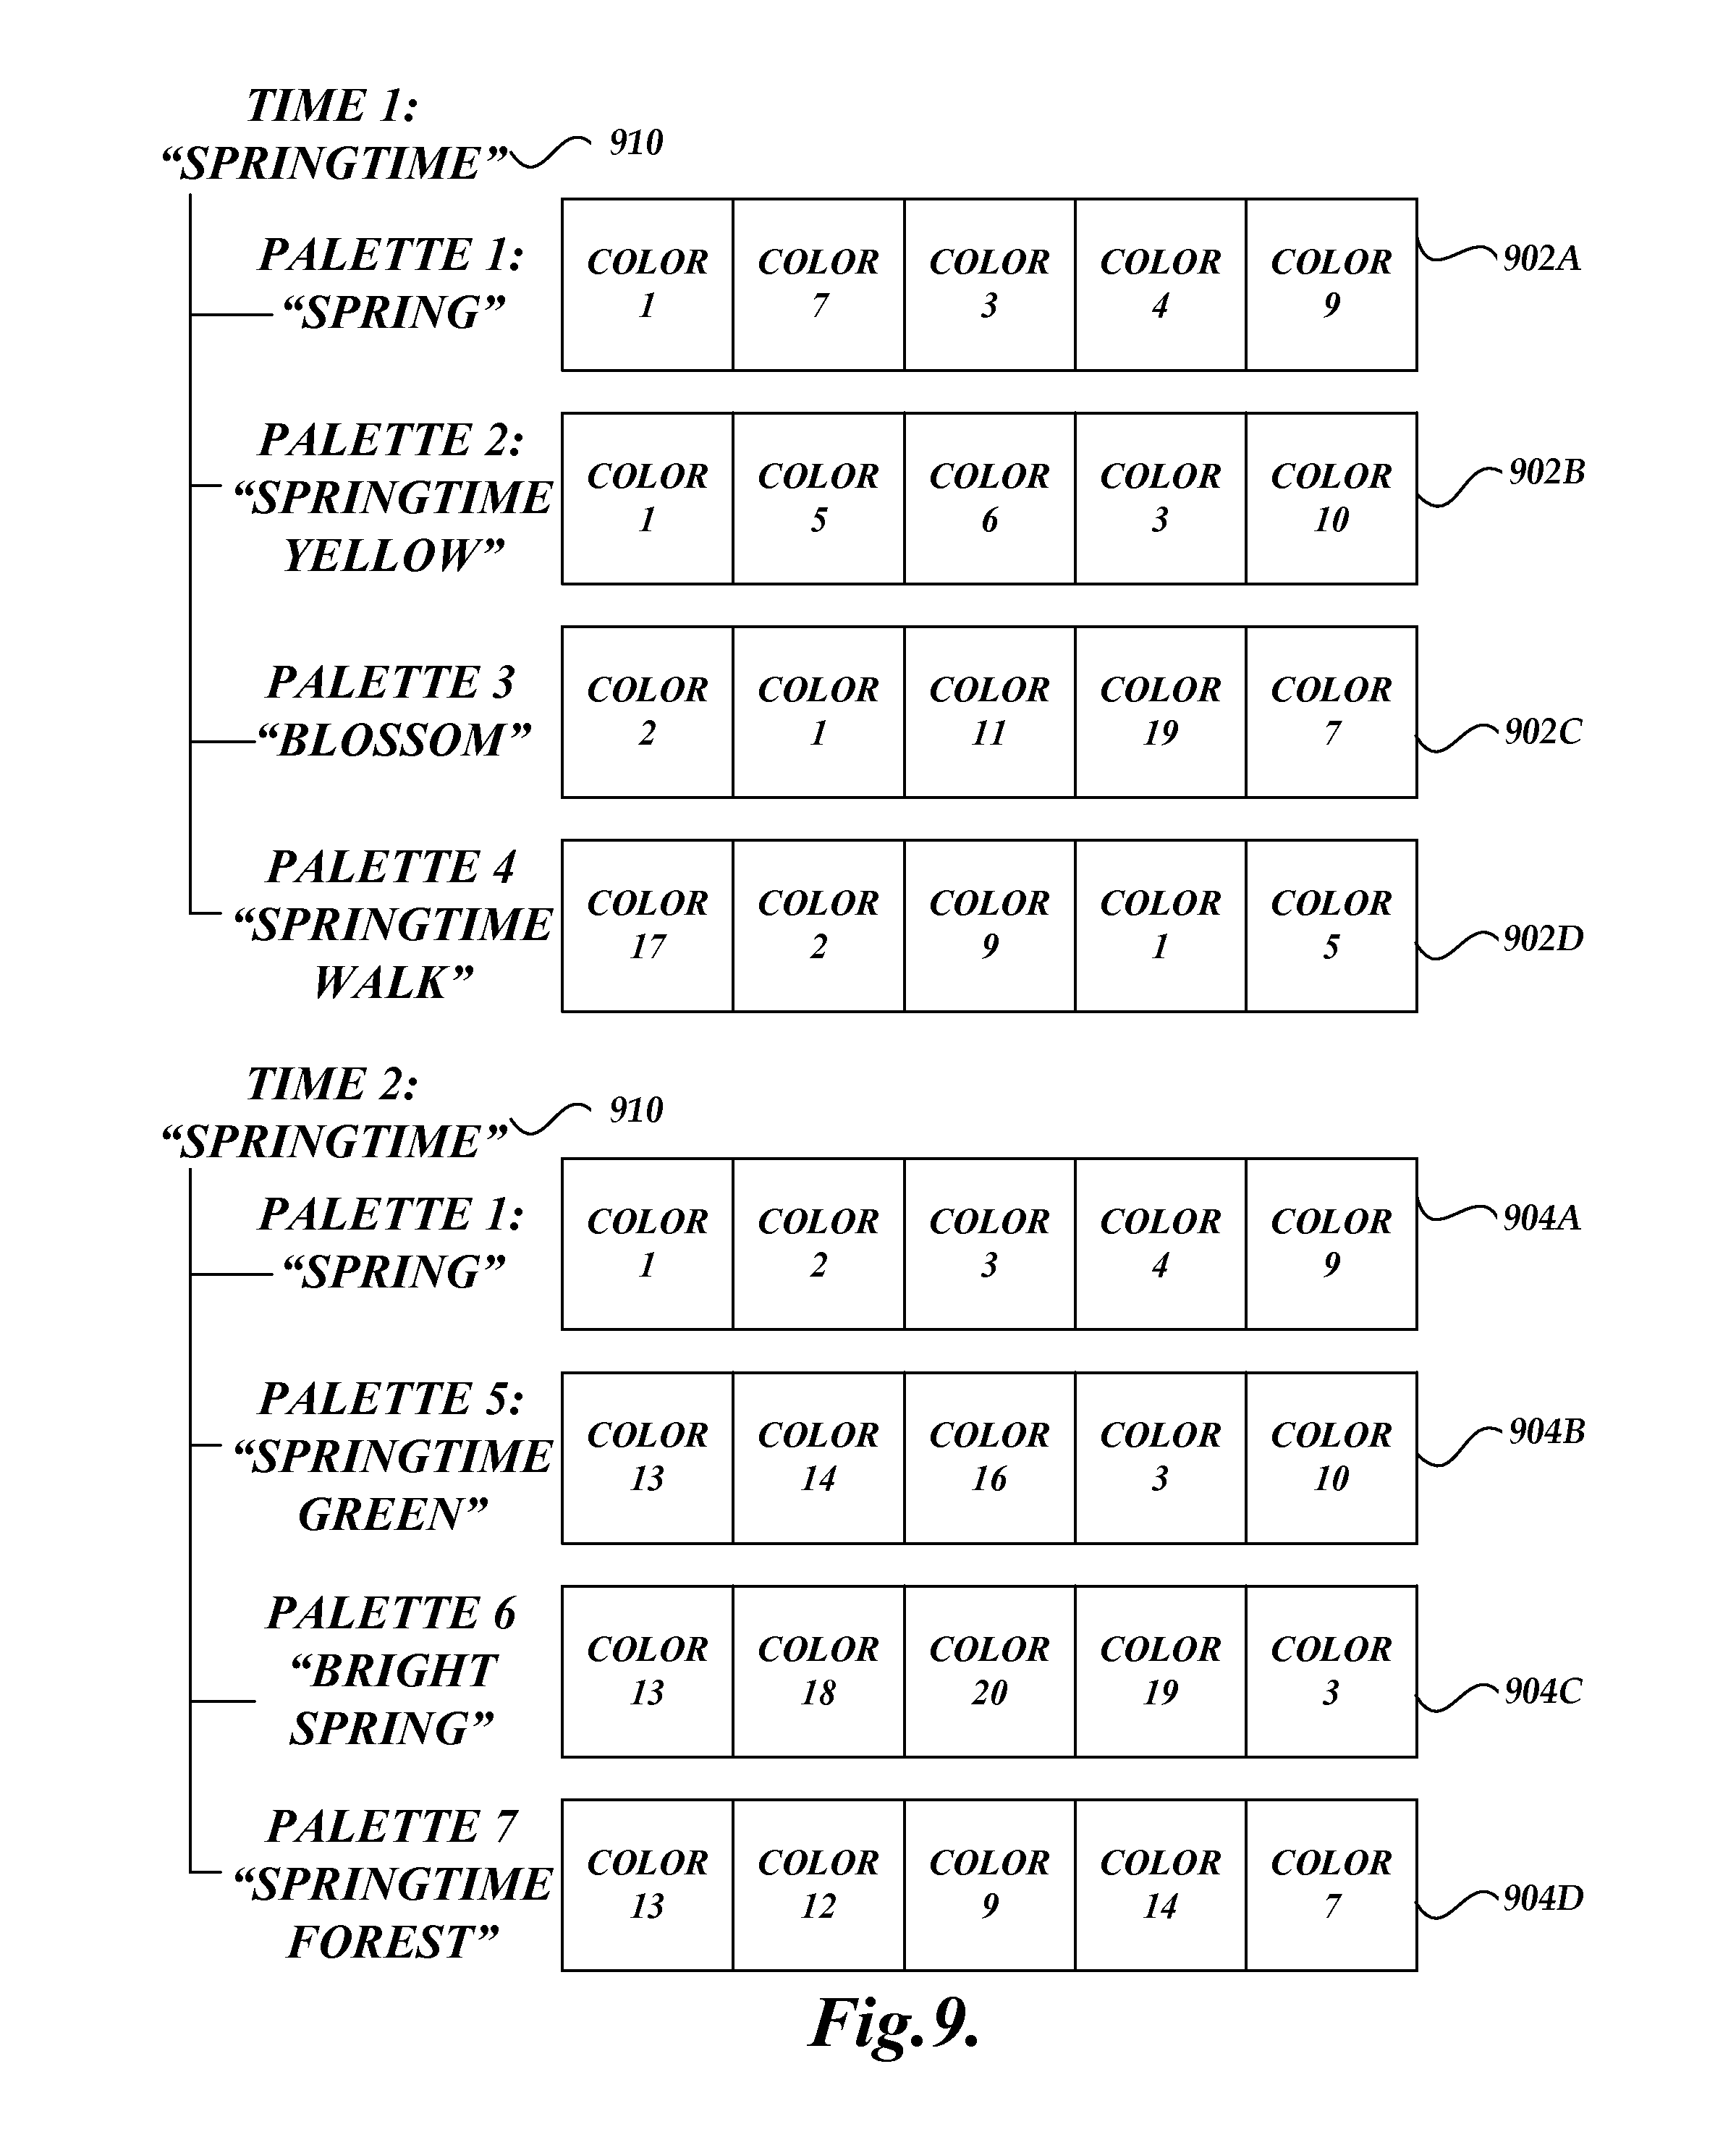 TIME 1:
“SPRINGTIME” 910
PALETTE 1:
“SPRING”
COLOR 1 COLOR 7 COLOR 3 COLOR 4 COLOR 9 902A
PALETTE 2:
“SPRINGTIME
YELLOW”
COLOR 1 COLOR 5 COLOR 6 COLOR 3 COLOR 10 902B
PALETTE 3
“BLOSSOM”
COLOR 2 COLOR 1 COLOR 11 COLOR 19 COLOR 7 902C
PALETTE 4
“SPRINGTIME
WALK”
COLOR 17 COLOR 2 COLOR 9 COLOR 1 COLOR 5 902D
TIME 2:
“SPRINGTIME” 910
PALETTE 1:
“SPRING”
COLOR 1 COLOR 2 COLOR 3 COLOR 4 COLOR 9 904A
PALETTE 5:
“SPRINGTIME
GREEN”
COLOR 13 COLOR 14 COLOR 16 COLOR 3 COLOR 10 904B
PALETTE 6
“BRIGHT
SPRING”
COLOR 13 COLOR 18 COLOR 20 COLOR 19 COLOR 3 904C
PALETTE 7
“SPRINGTIME
FOREST”
COLOR 13 COLOR 12 COLOR 9 COLOR 14 COLOR 7 904D
Fig.9.